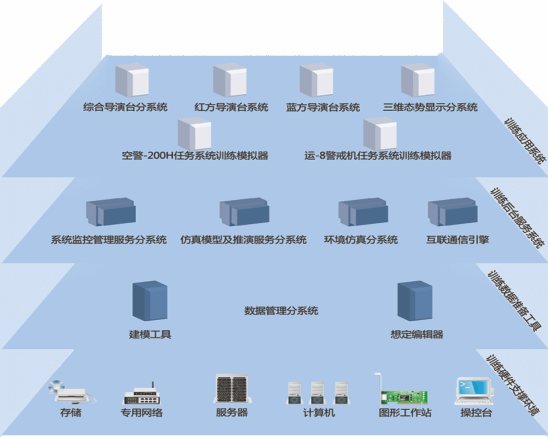 综合导演台分系统
红方导演台系统
蓝方导演台系统
三维态势显示分系统
空警-200H任务系统训练模拟器
运-8警戒机任务系统训练模拟器
训练应用系统
系统监控管理服务分系统
仿真模型及推演服务分系统
环境仿真分系统
互联通信引擎
训练后台服务系统
建模工具
数据管理分系统
想定编辑器
训练数据准备工具
存储
专用网络
服务器
计算机
图形工作站
操控台
训练硬件支撑环境